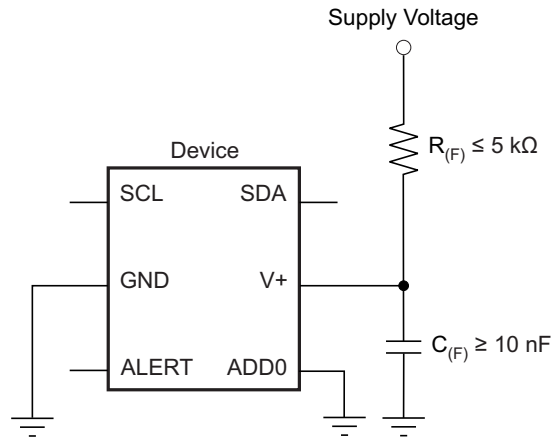 Supply Voltage
R(F) ≤ 5 kΩ
Device
SCL SDA
GND V+
C(F) ≥ 10 nF
ALERT ADD0